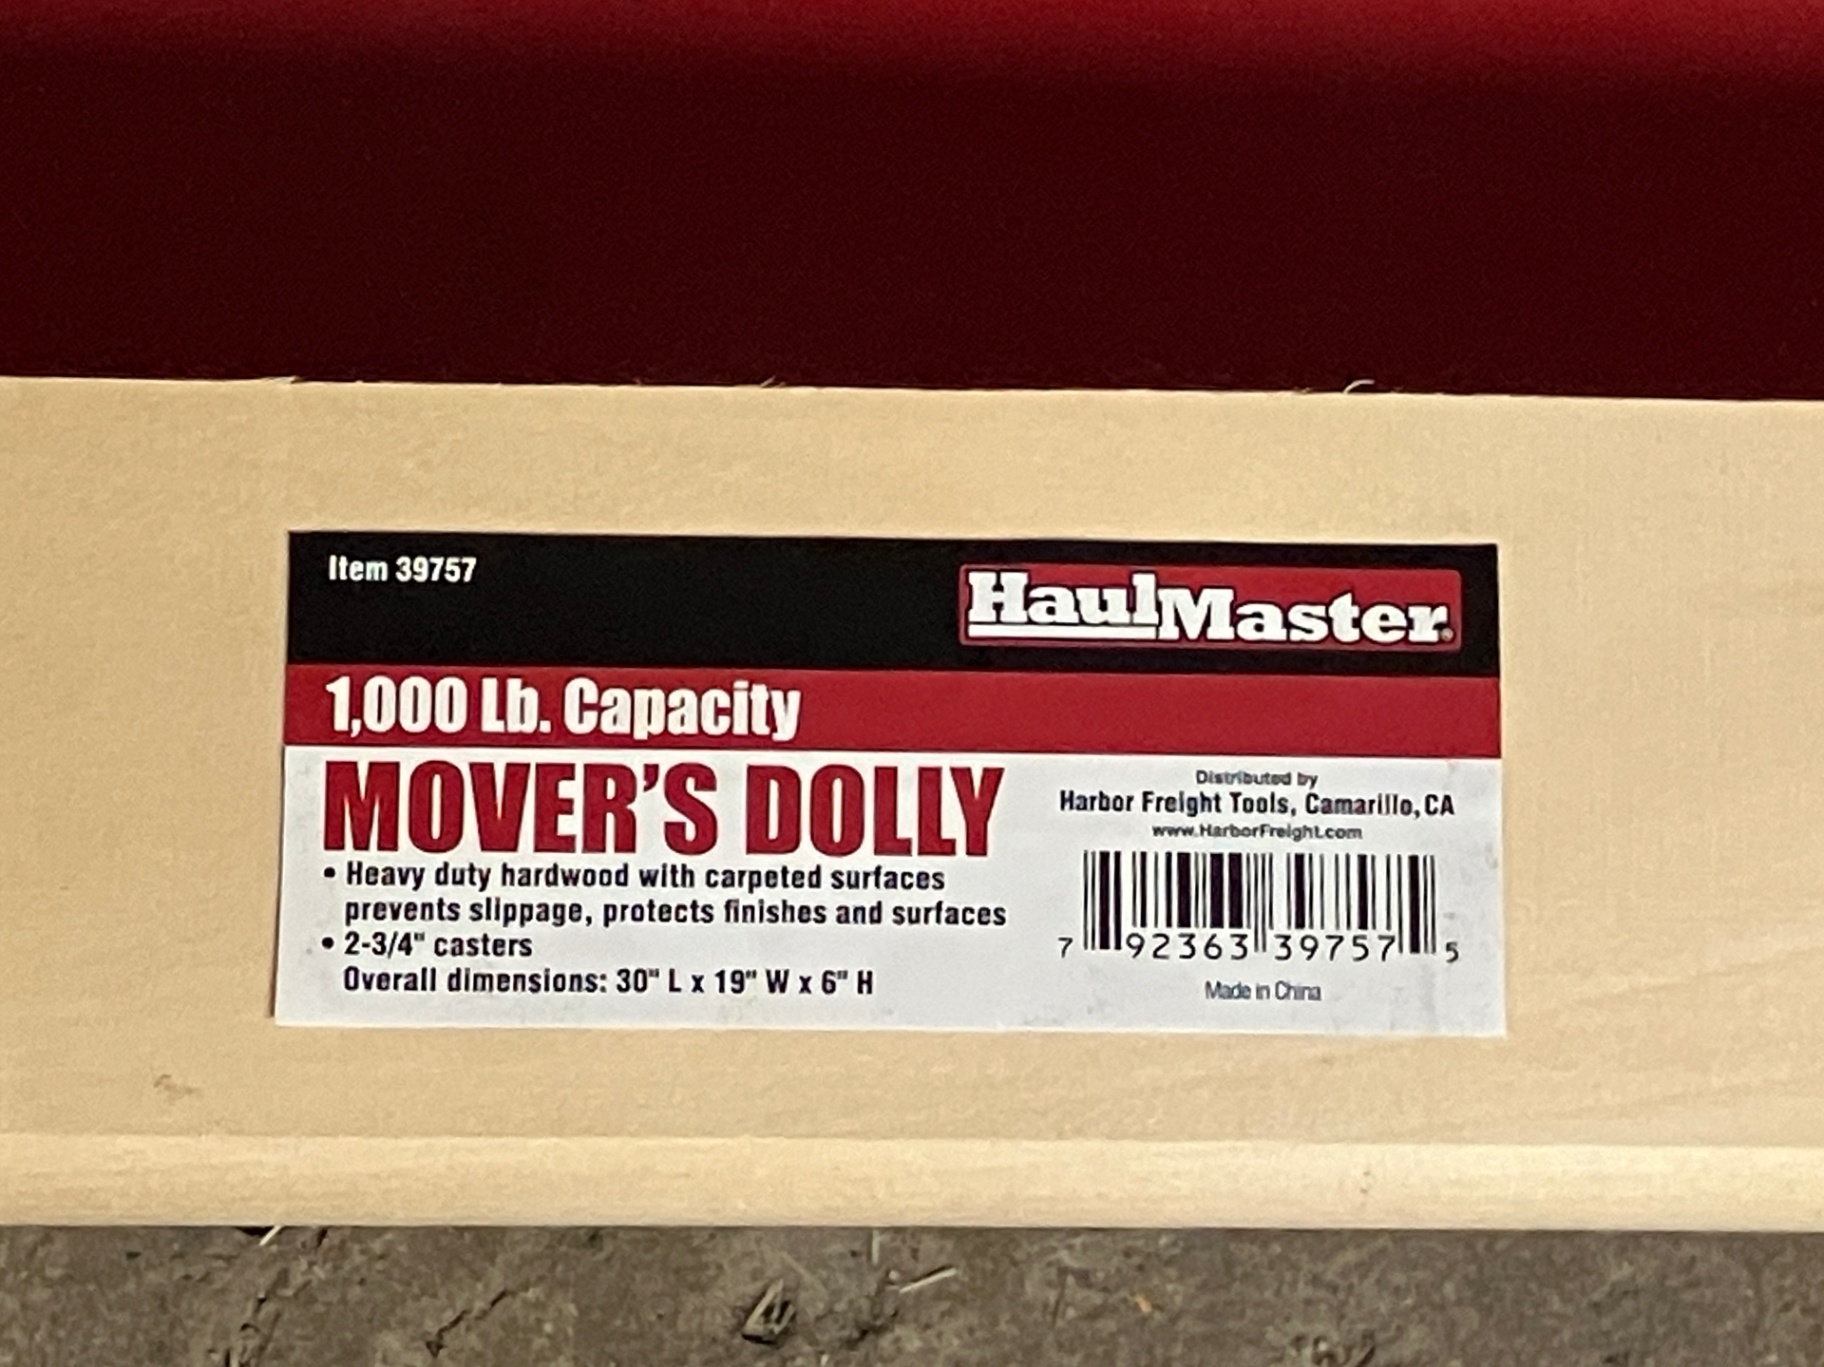 Item 39757
HaulMaster®
1,000 Lb. Capacity
MOVER'S DOLLY
• Heavy duty hardwood with carpeted surfaces
prevents slippage, protects finishes and surfaces
• 2-3/4" casters
Overall dimensions: 30" L x 19" W x 6" H
Distributed by
Harbor Freight Tools, Camarillo, CA
www.HarborFreight.com
7 92363 39757 5
Made in China